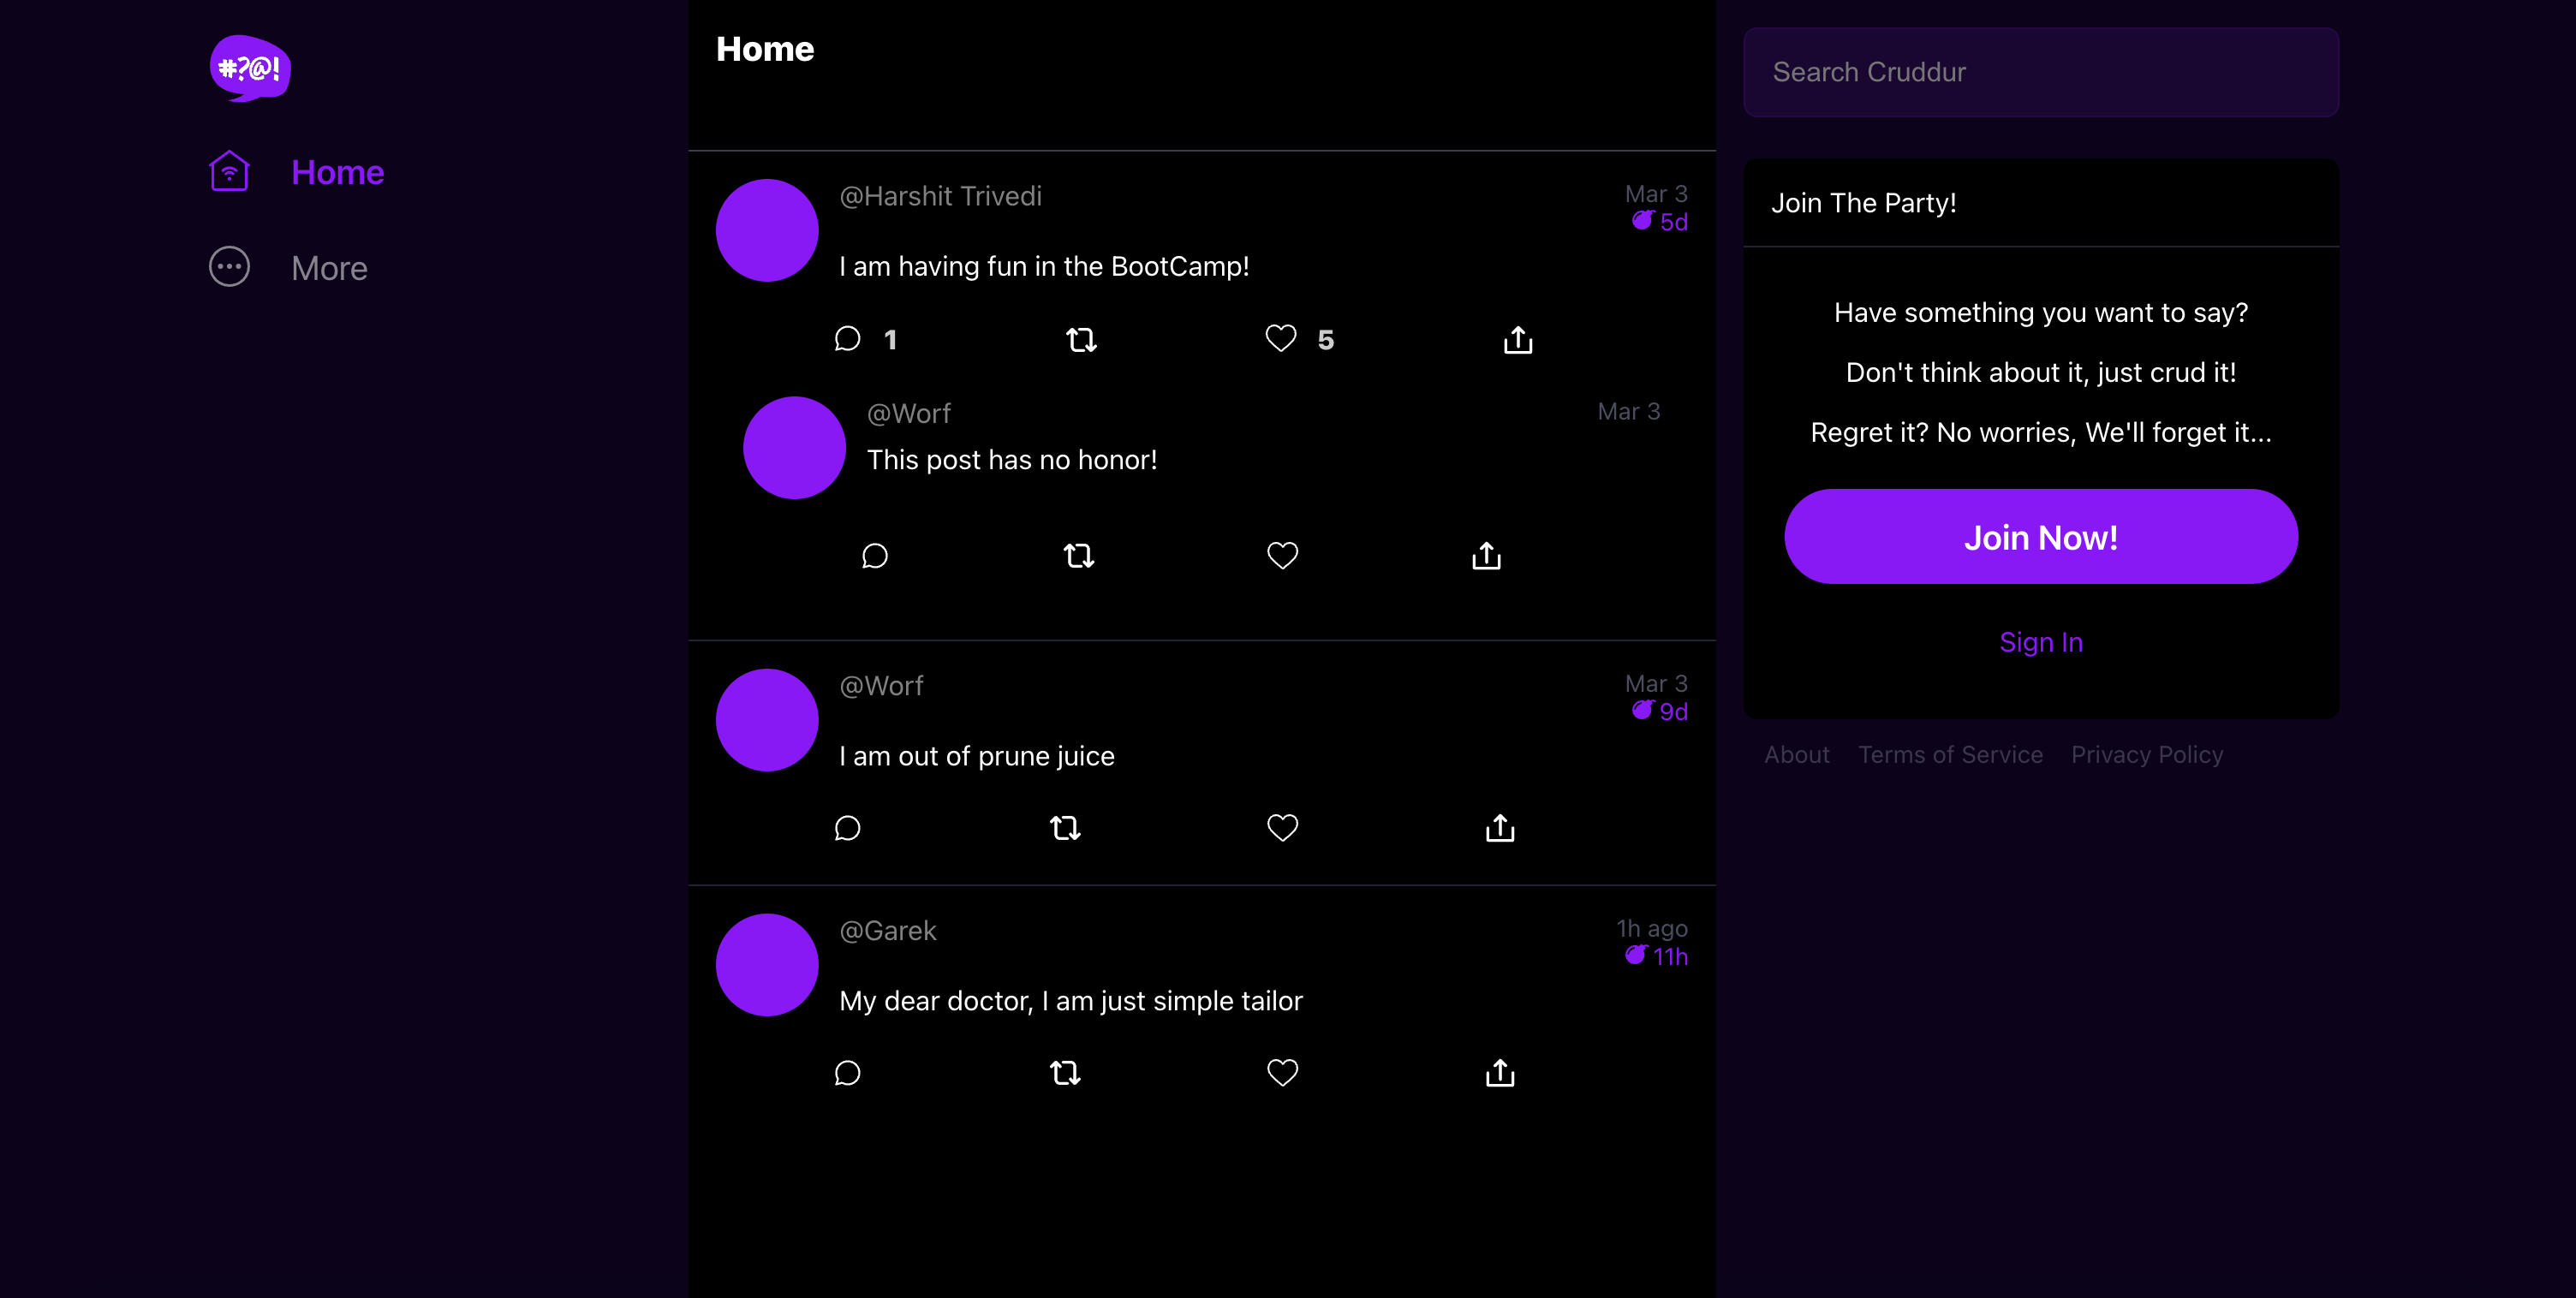 #?@!
Home
More
Home
@Harshit Trivedi
Mar 3
5d
I am having fun in the BootCamp!
1
5
@Worf
Mar 3
This post has no honor!
@Worf
Mar 3
9d
I am out of prune juice
@Garek
1h ago
11h
My dear doctor, I am just simple tailor
Search Cruddur
Join The Party!
Have something you want to say?
Don't think about it, just crud it!
Regret it? No worries, We'll forget it...
Join Now!
Sign In
About Terms of Service Privacy Policy